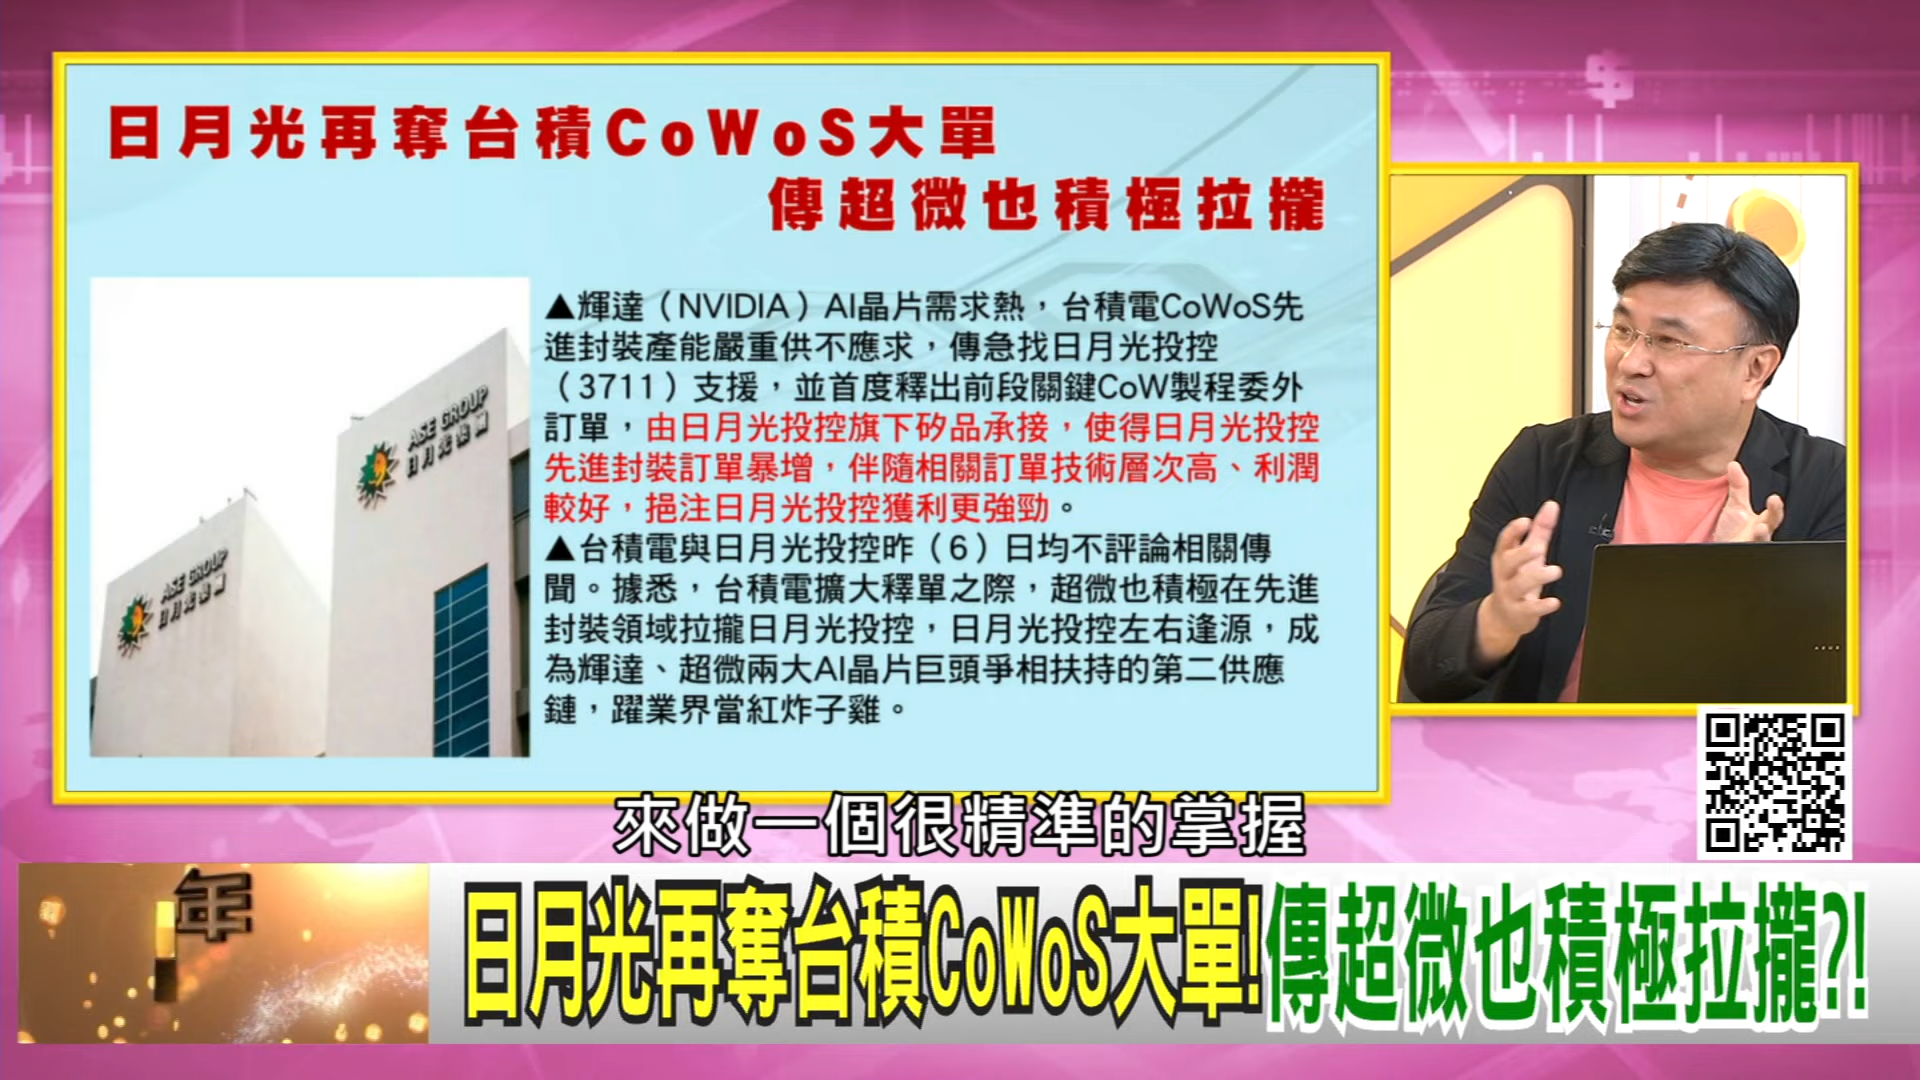 日月光再奪台積CoWoS大單
傳超微也積極拉攏
▲輝達（NVIDIA）AI晶片需求熱，台積電CoWoS先
進封裝產能嚴重供不應求，傳急找日月光投控
（3711）支援，並首度釋出前段關鍵CoW製程委外
訂單，由日月光投控旗下矽品承接，使得日月光投控
先進封裝訂單暴增，伴隨相關訂單技術層次高、利潤
較好，挹注日月光投控獲利更強勁。
▲台積電與日月光投控昨（6）日均不評論相關傳
聞。據悉，台積電擴大釋單之際，超微也積極在先進
封裝領域拉攏日月光投控，日月光投控左右逢源，成
為輝達、超微兩大AI晶片巨頭爭相扶持的第二供應
鏈，躍業界當紅炸子雞。
ASE GROUP
日月光集團
ASE GROUP
日月光集團
ASUS
來做一個很精準的掌握
年
日月光再奪台積CoWoS大單!傳超微也積極拉攏?!